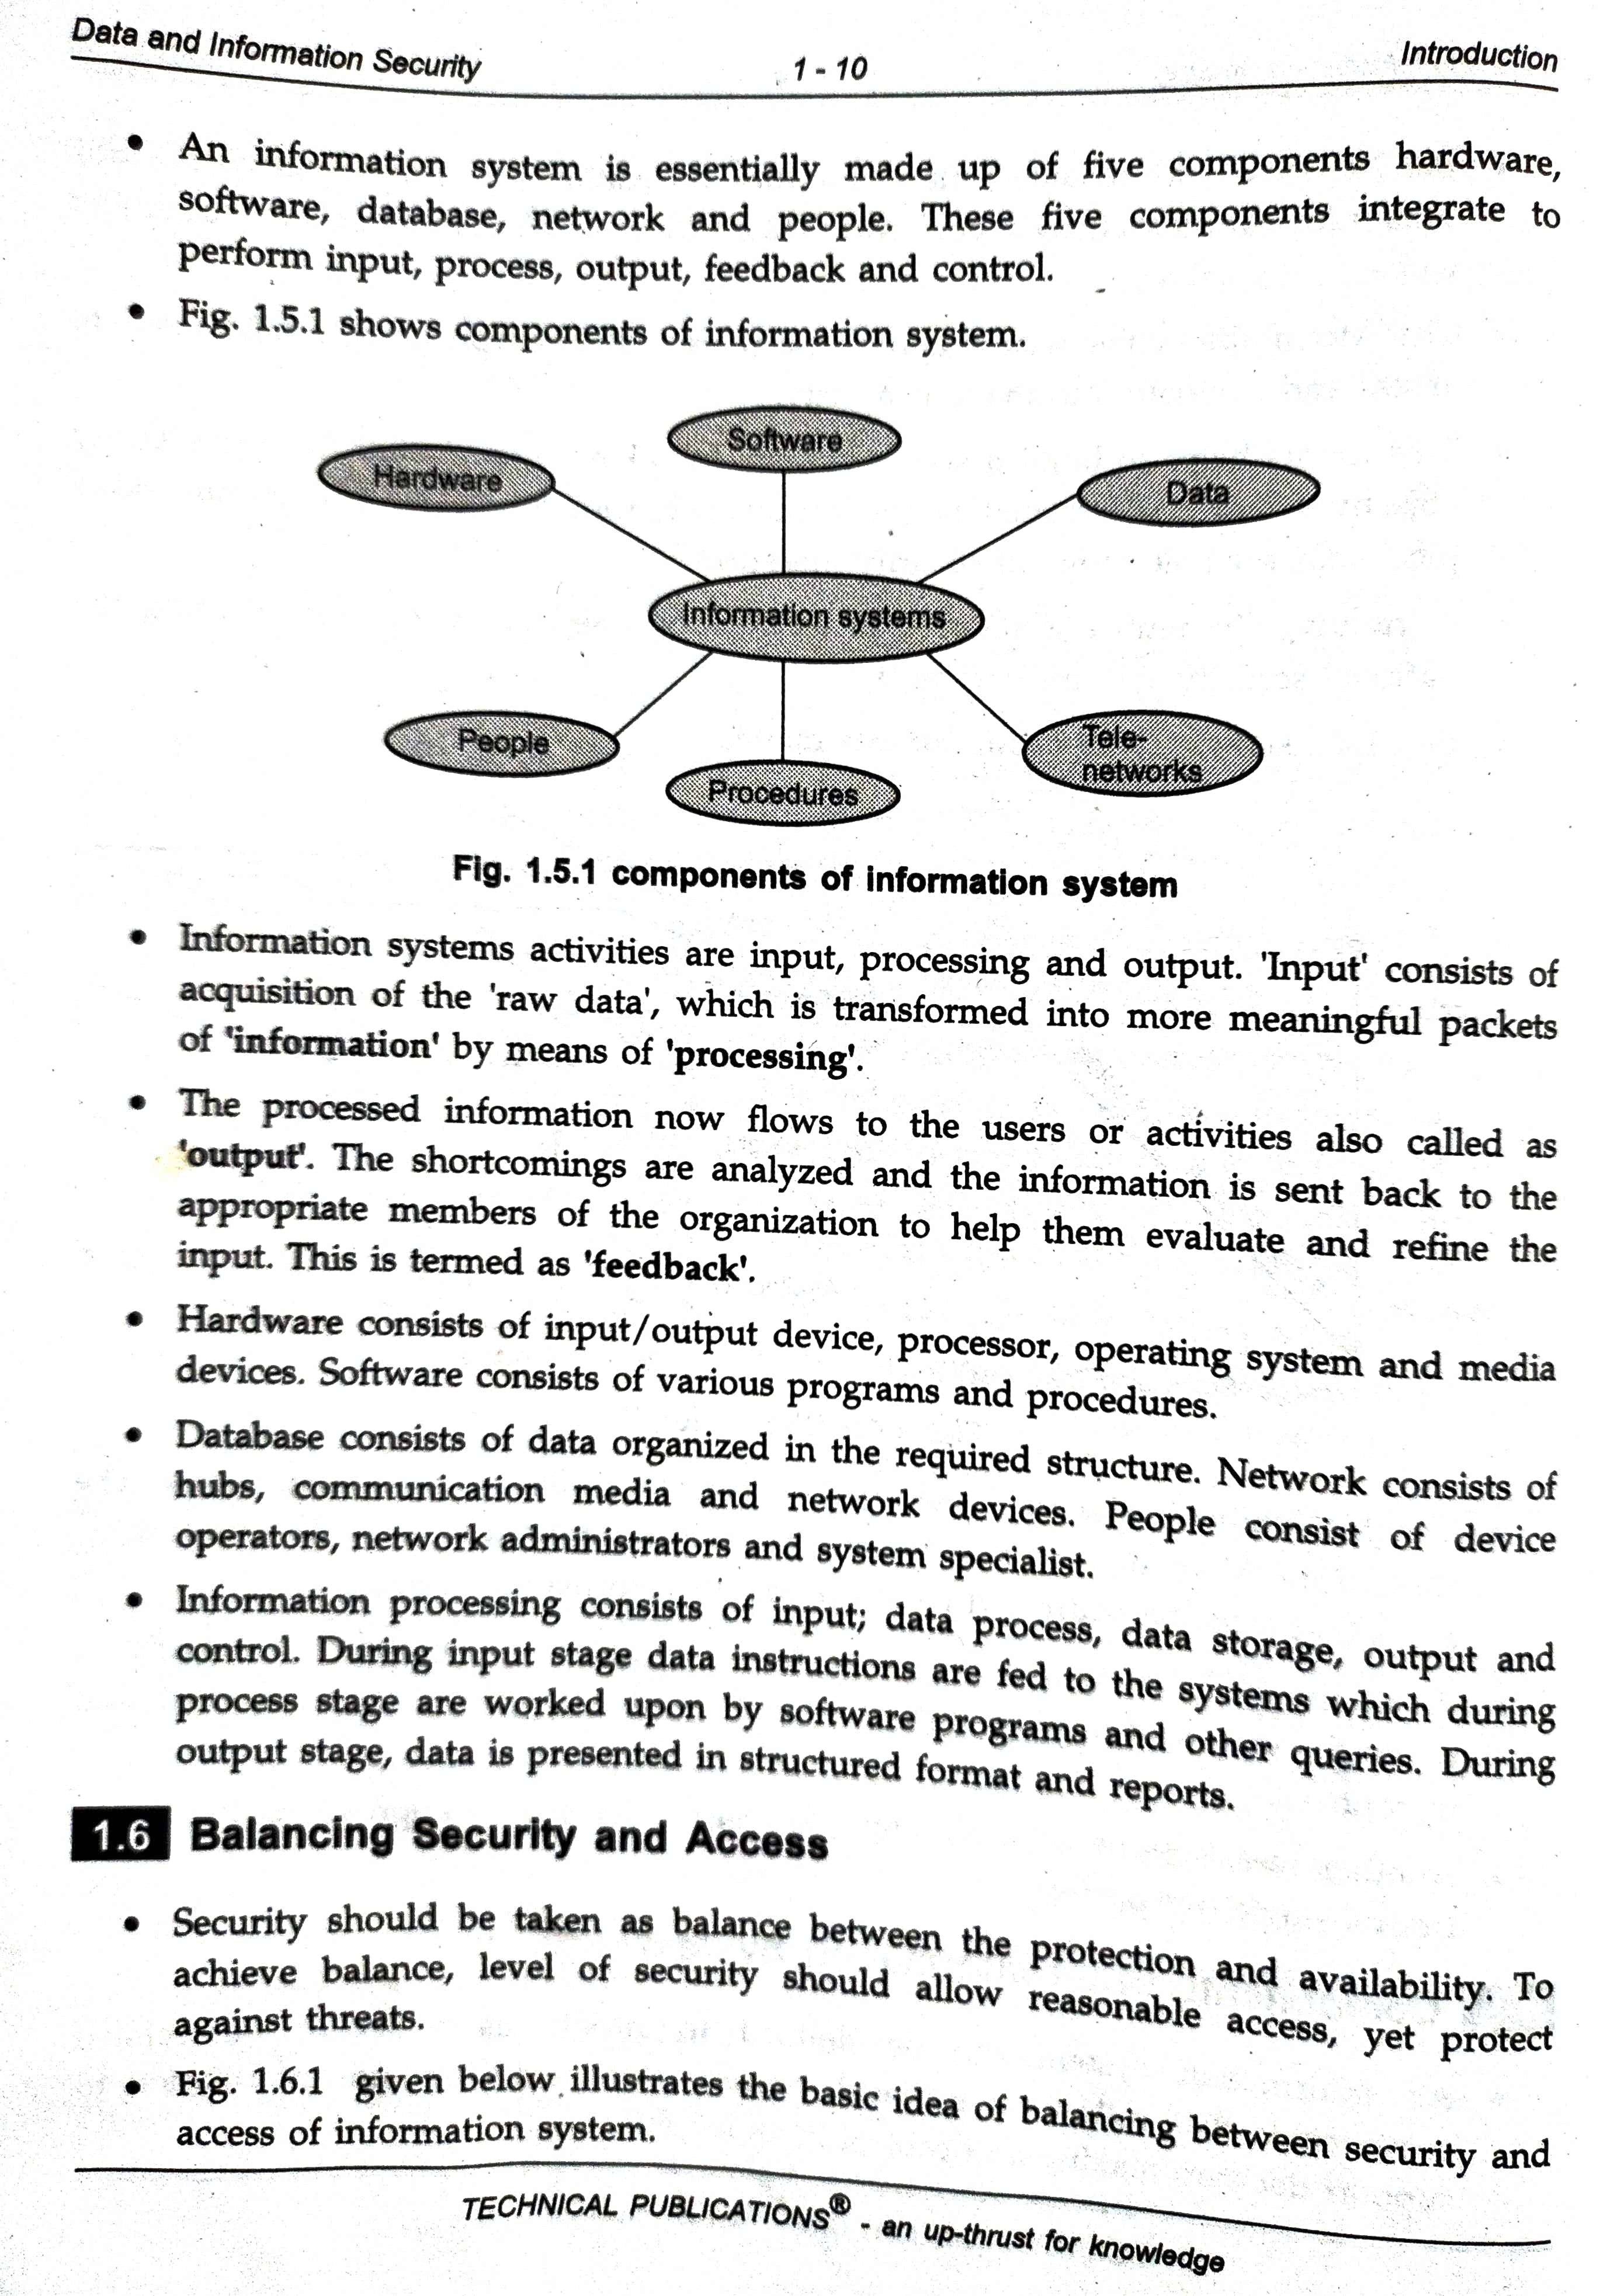 Data and Information Security
1 - 10
Introduction
• An information system is essentially made up of five components hardware,
software, database, network and people. These five components integrate to
perform input, process, output, feedback and control.
• Fig. 1.5.1 shows components of information system.
Software
Hardware
Data
Information systems
People
Tele-
networks
Procedures
Fig. 1.5.1 components of information system
• Information systems activities are input, processing and output. 'Input' consists of
acquisition of the 'raw data', which is transformed into more meaningful packets
of 'information' by means of 'processing'.
• The processed information now flows to the users or activities also called as
'output'. The shortcomings are analyzed and the information is sent back to the
appropriate members of the organization to help them evaluate and refine the
input. This is termed as 'feedback'.
• Hardware consists of input/output device, processor, operating system and media
devices. Software consists of various programs and procedures.
• Database consists of data organized in the required structure. Network consists of
hubs, communication media and network devices. People consist of device
operators, network administrators and system specialist.
• Information processing consists of input; data process, data storage, output and
control. During input stage data instructions are fed to the systems which during
process stage are worked upon by software programs and other queries. During
output stage, data is presented in structured format and reports.
1.6 Balancing Security and Access
• Security should be taken as balance between the protection and availability. To
achieve balance, level of security should allow reasonable access, yet protect
against threats.
• Fig. 1.6.1 given below illustrates the basic idea of balancing between security and
access of information system.
TECHNICAL PUBLICATIONS® - an up-thrust for knowledge